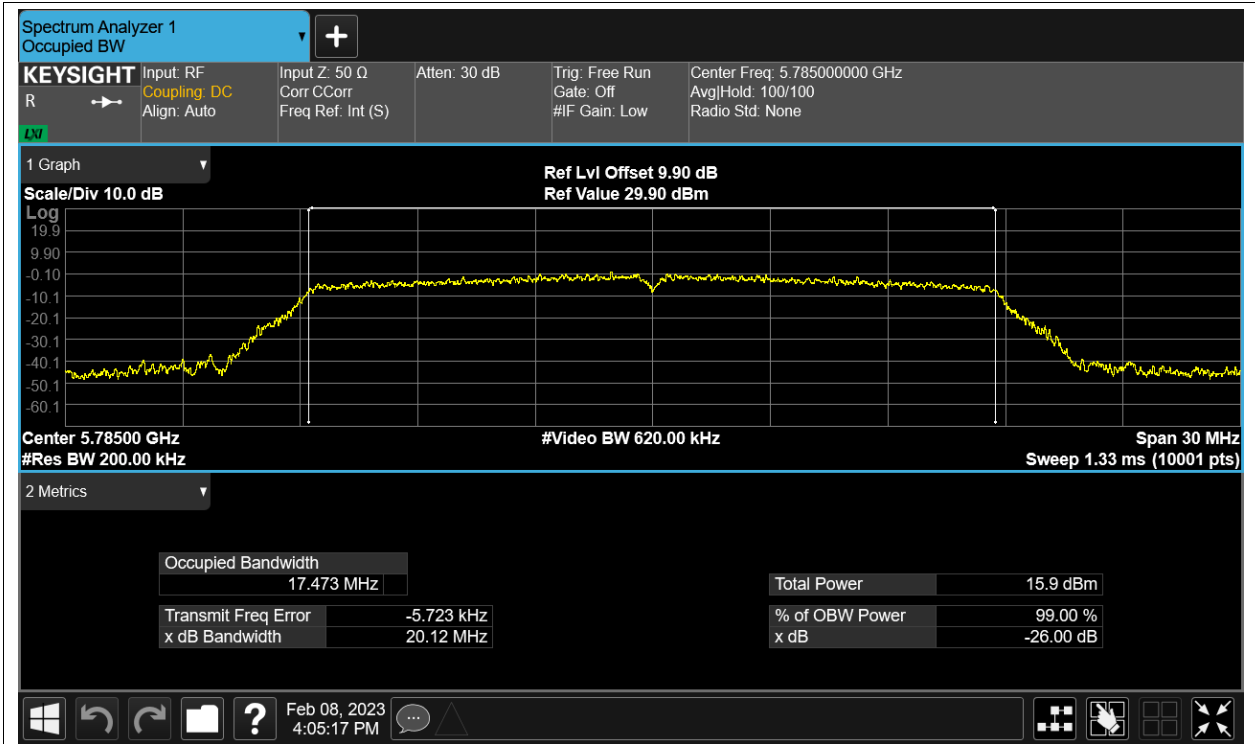 Spectrum Analyzer 1
Occupied BW
KEYSIGHT
R
LXI
Input: RF
Coupling: DC
Align: Auto
Input Z: 50 Ω
Corr CCorr
Freq Ref: Int (S)
Atten: 30 dB
Trig: Free Run
Gate: Off
#IF Gain: Low
Center Freq: 5.785000000 GHz
Avg|Hold: 100/100
Radio Std: None
1 Graph
Scale/Div 10.0 dB
Ref Lvl Offset 9.90 dB
Ref Value 29.90 dBm
Log
19.9
9.90
-0.10
-10.1
-20.1
-30.1
-40.1
-50.1
-60.1
Center 5.78500 GHz
#Video BW 620.00 kHz
Span 30 MHz
#Res BW 200.00 kHz
Sweep 1.33 ms (10001 pts)
2 Metrics
Occupied Bandwidth
17.473 MHz
Transmit Freq Error -5.723 kHz
x dB Bandwidth 20.12 MHz
Total Power 15.9 dBm
% of OBW Power 99.00 %
x dB -26.00 dB
?
Feb 08, 2023
4:05:17 PM